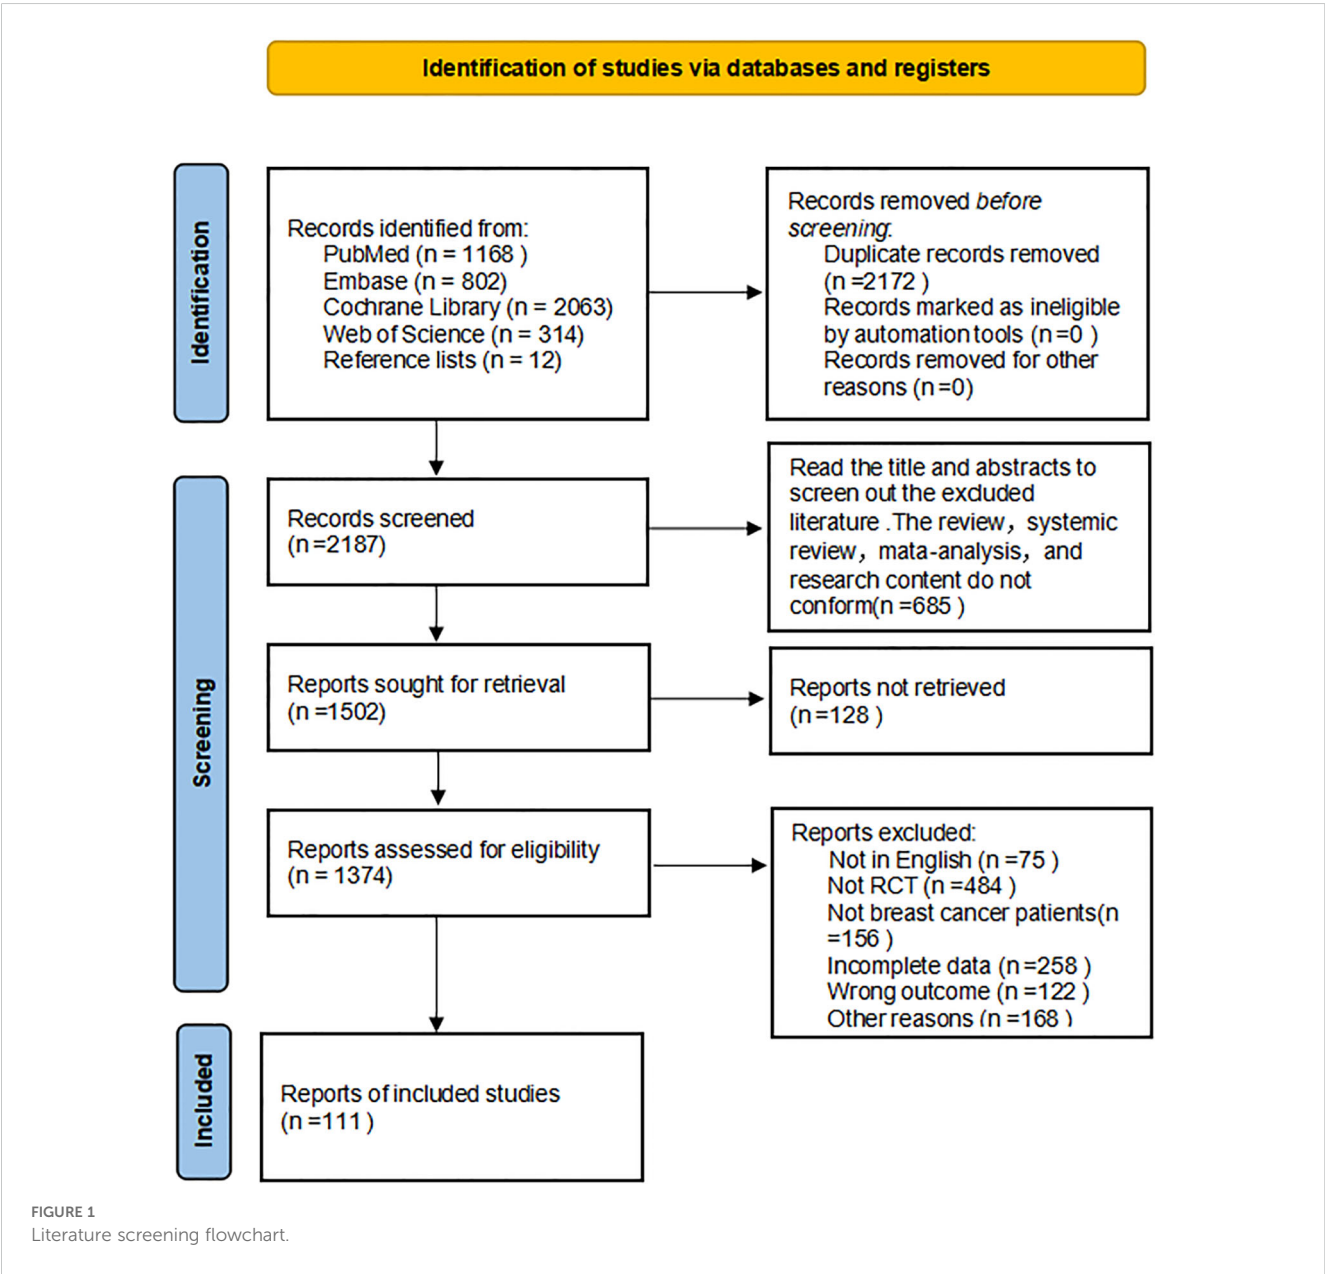 Identification of studies via databases and registers
Identification
Records identified from:
PubMed (n = 1168 )
Embase (n = 802)
Cochrane Library (n = 2063)
Web of Science (n = 314)
Reference lists (n = 12)
Records removed before
screening:
Duplicate records removed
(n =2172 )
Records marked as ineligible
by automation tools (n =0 )
Records removed for other
reasons (n =0)
Screening
Records screened
(n =2187)
Read the title and abstracts to
screen out the excluded
literature .The review，systemic
review，mata-analysis，and
research content do not
conform(n =685 )
Reports sought for retrieval
(n =1502)
Reports not retrieved
(n =128 )
Reports assessed for eligibility
(n = 1374)
Reports excluded:
Not in English (n =75 )
Not RCT (n =484 )
Not breast cancer patients(n
=156 )
Incomplete data (n =258 )
Wrong outcome (n =122 )
Other reasons (n =168 )
Included
Reports of included studies
(n =111 )
FIGURE 1
Literature screening flowchart.